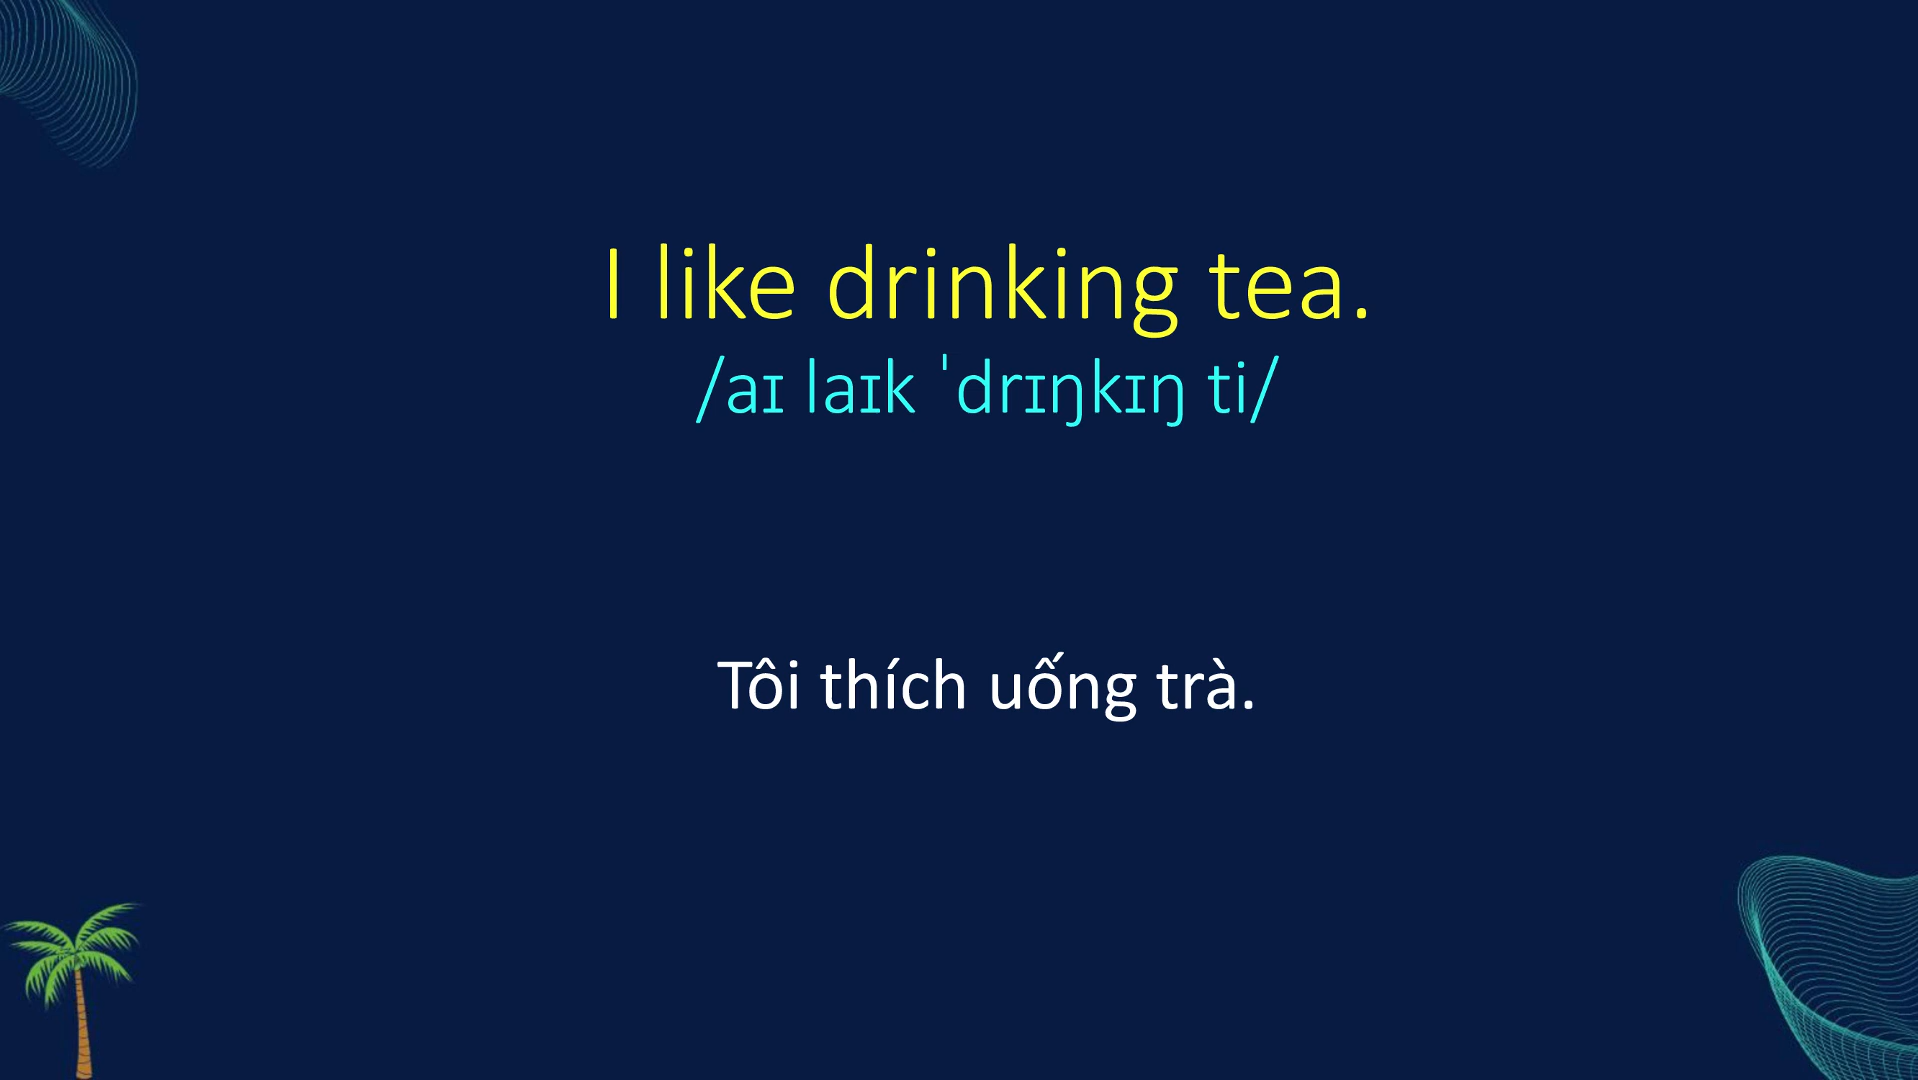 I like drinking tea.
/aɪ laɪk ˈdrɪŋkɪŋ ti/
Tôi thích uống trà.